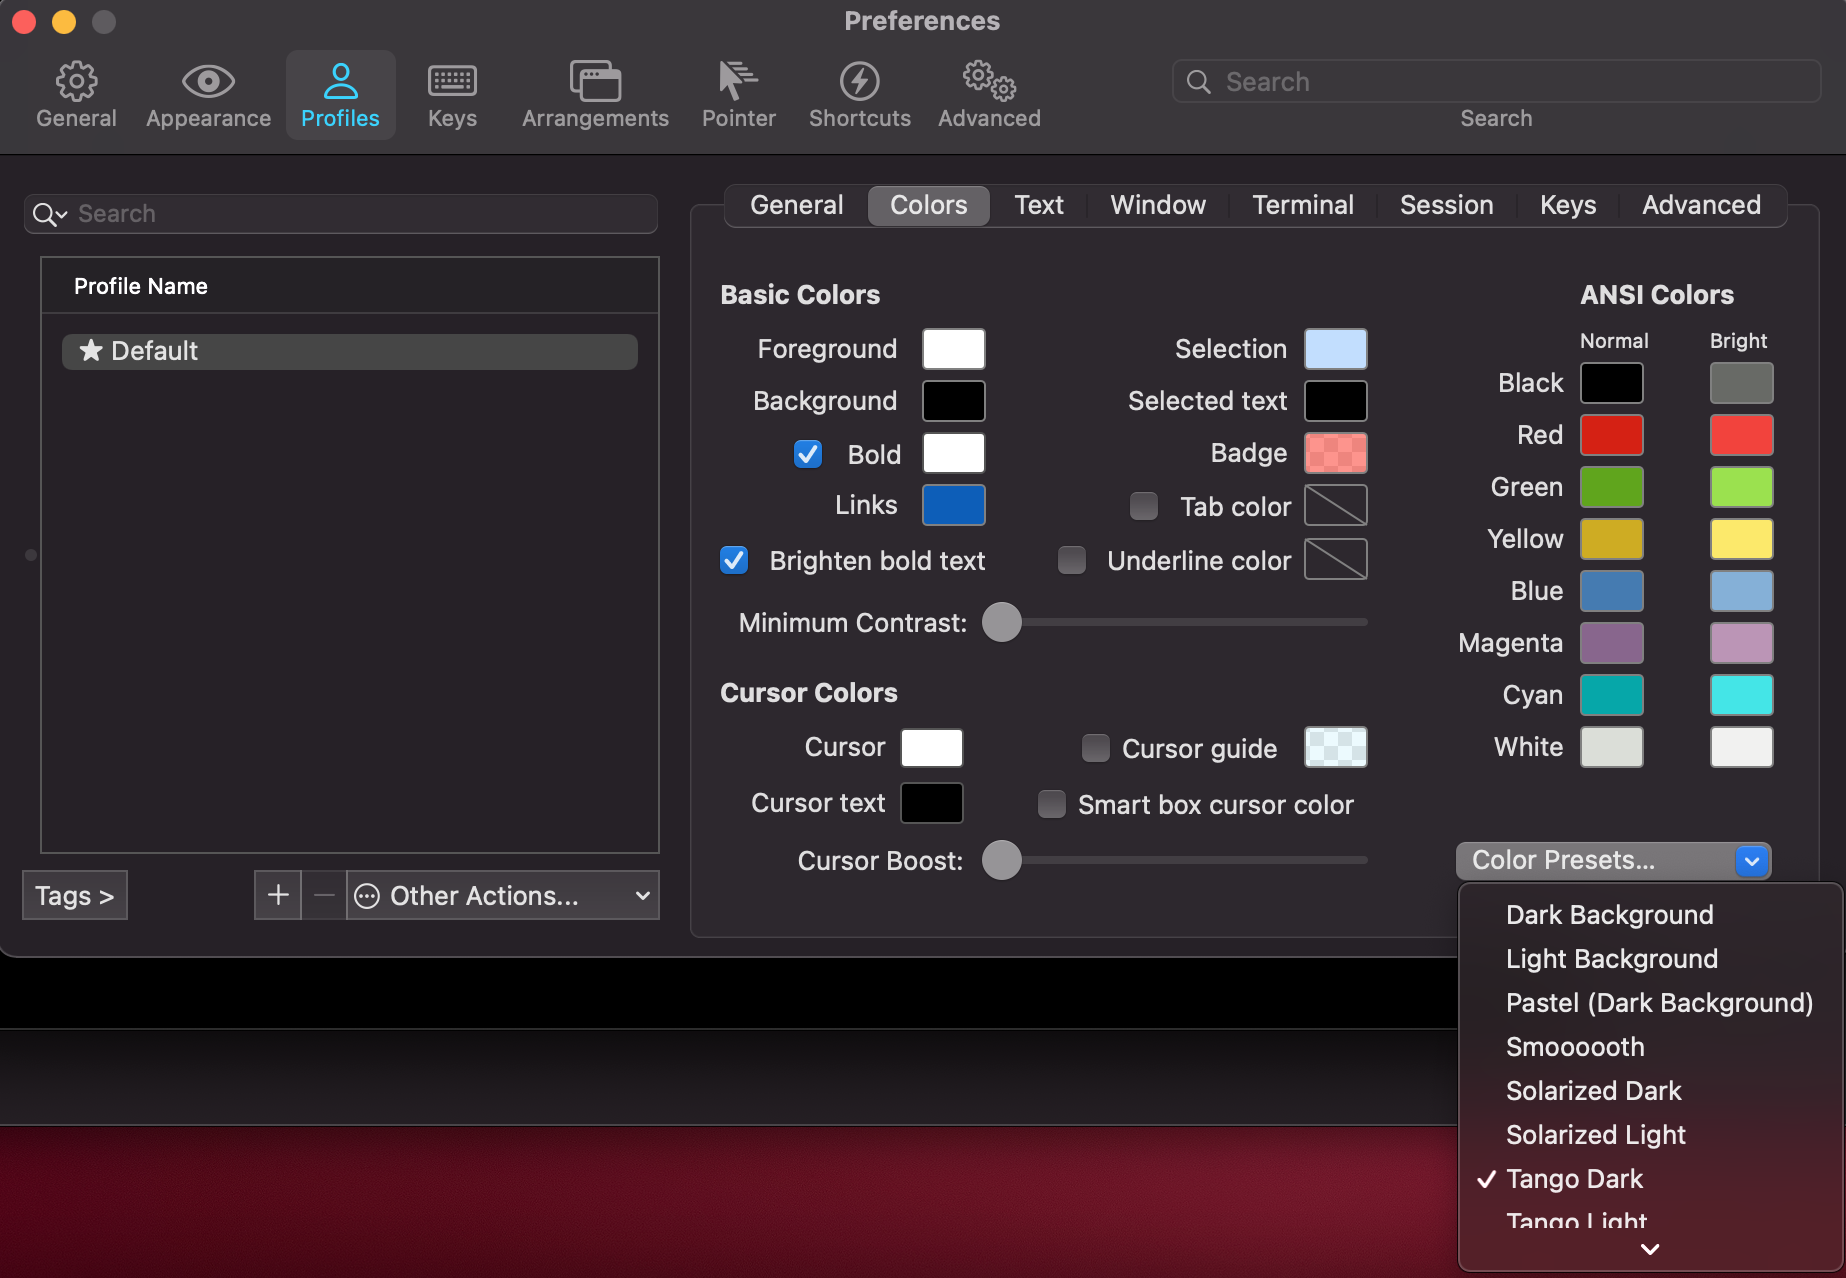 Preferences
General
Appearance
Profiles
Keys
Arrangements
Pointer
Shortcuts
Advanced
Search
Search
Search
Profile Name
Default
Tags >
Other Actions...
General
Colors
Text
Window
Terminal
Session
Keys
Advanced
Basic Colors
Foreground
Background
Bold
Links
Brighten bold text
Selection
Selected text
Badge
Tab color
Underline color
Minimum Contrast:
Cursor Colors
Cursor
Cursor text
Cursor guide
Smart box cursor color
Cursor Boost:
ANSI Colors
Normal Bright
Black
Red
Green
Yellow
Blue
Magenta
Cyan
White
Color Presets...
Dark Background
Light Background
Pastel (Dark Background)
Smoooooth
Solarized Dark
Solarized Light
Tango Dark
Tango Light